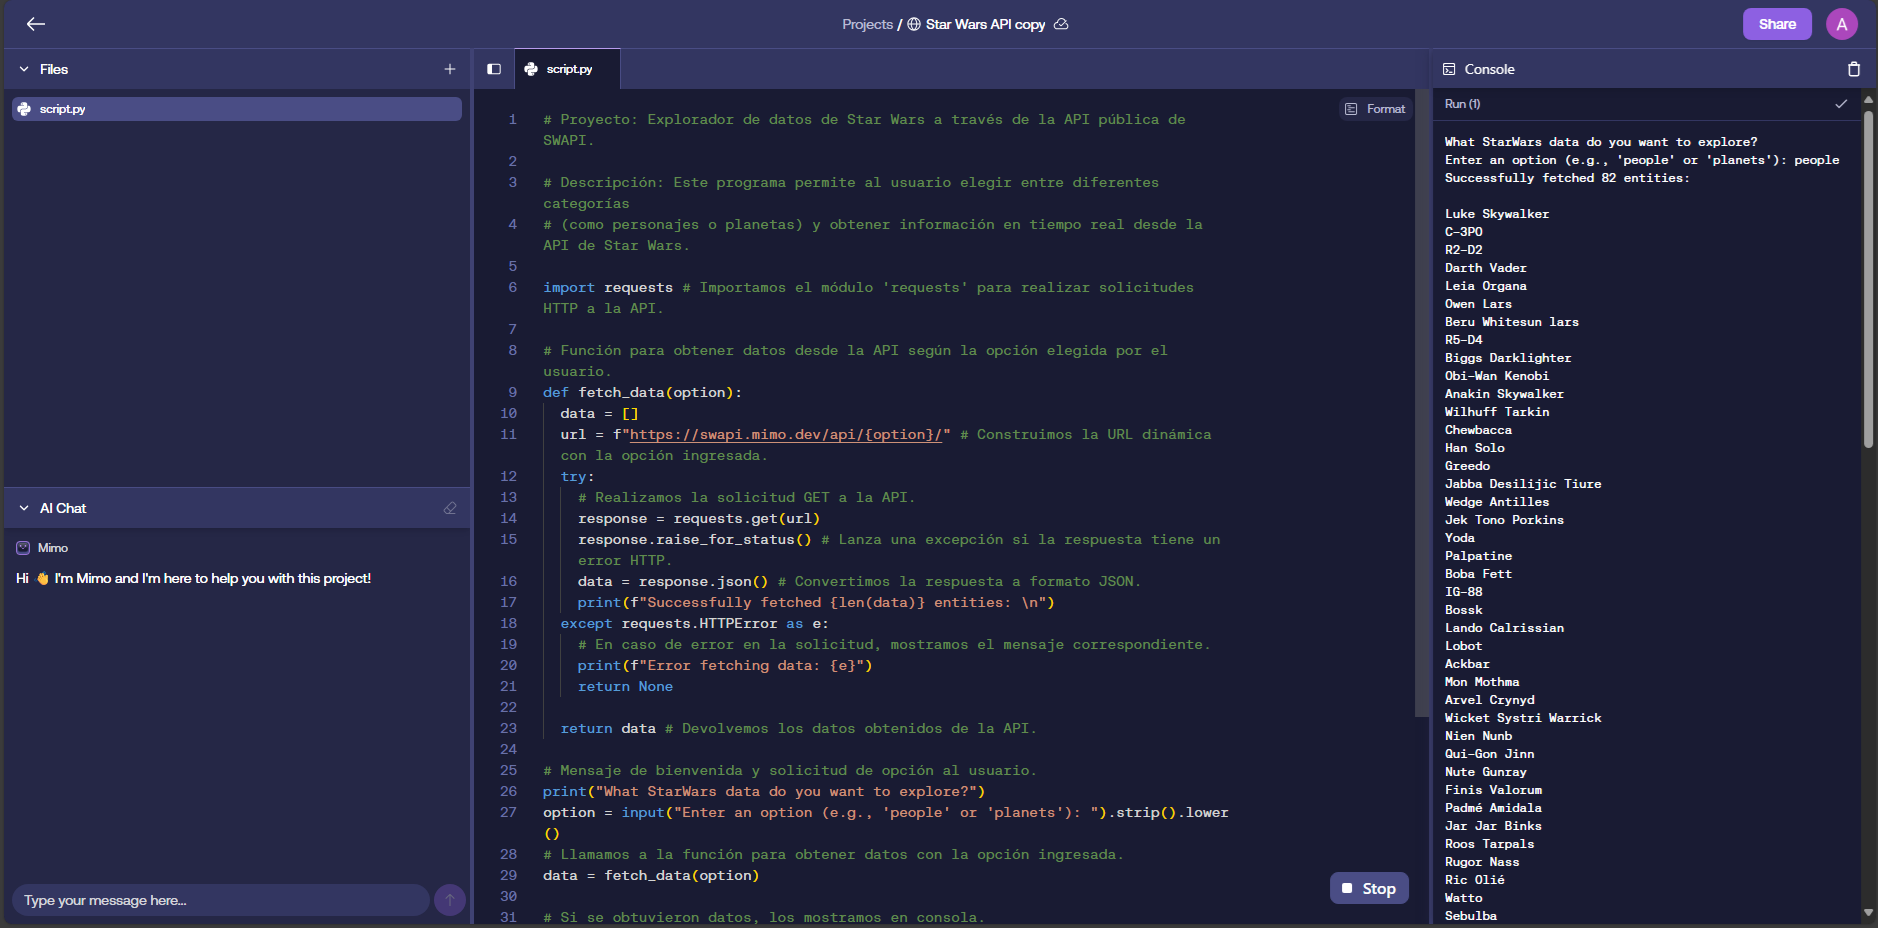 Projects / Star Wars API copy
Share
A
Files
script.py
AI Chat
Mimo
Hi 👋 I'm Mimo and I'm here to help you with this project!
Type your message here...
script.py
Format
1 # Proyecto: Explorador de datos de Star Wars a través de la API pública de
SWAPI.
2
3 # Descripción: Este programa permite al usuario elegir entre diferentes
categorías
4 # (como personajes o planetas) y obtener información en tiempo real desde la
API de Star Wars.
5
6 import requests # Importamos el módulo 'requests' para realizar solicitudes
HTTP a la API.
7
8 # Función para obtener datos desde la API según la opción elegida por el
usuario.
9 def fetch_data(option):
10 data = []
11 url = f"https://swapi.mimo.dev/api/{option}/" # Construimos la URL dinámica
con la opción ingresada.
12 try:
13 # Realizamos la solicitud GET a la API.
14 response = requests.get(url)
15 response.raise_for_status() # Lanza una excepción si la respuesta tiene un
error HTTP.
16 data = response.json() # Convertimos la respuesta a formato JSON.
17 print(f"Successfully fetched {len(data)} entities: \n")
18 except requests.HTTPError as e:
19 # En caso de error en la solicitud, mostramos el mensaje correspondiente.
20 print(f"Error fetching data: {e}")
21 return None
22
23 return data # Devolvemos los datos obtenidos de la API.
24
25 # Mensaje de bienvenida y solicitud de opción al usuario.
26 print("What StarWars data do you want to explore?")
27 option = input("Enter an option (e.g., 'people' or 'planets'): ").strip().lower
()
28 # Llamamos a la función para obtener datos con la opción ingresada.
29 data = fetch_data(option)
30
31 # Si se obtuvieron datos, los mostramos en consola.
Stop
Console
Run (1)
What StarWars data do you want to explore?
Enter an option (e.g., 'people' or 'planets'): people
Successfully fetched 82 entities:
Luke Skywalker
C-3PO
R2-D2
Darth Vader
Leia Organa
Owen Lars
Beru Whitesun lars
R5-D4
Biggs Darklighter
Obi-Wan Kenobi
Anakin Skywalker
Wilhuff Tarkin
Chewbacca
Han Solo
Greedo
Jabba Desilijic Tiure
Wedge Antilles
Jek Tono Porkins
Yoda
Palpatine
Boba Fett
IG-88
Bossk
Lando Calrissian
Lobot
Ackbar
Mon Mothma
Arvel Crynyd
Wicket Systri Warrick
Nien Nunb
Qui-Gon Jinn
Nute Gunray
Finis Valorum
Padmé Amidala
Jar Jar Binks
Roos Tarpals
Rugor Nass
Ric Olié
Watto
Sebulba